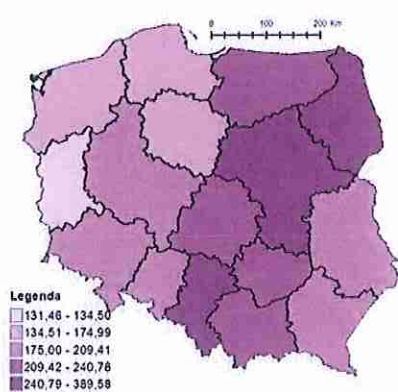 0 100 200 Km
Legenda
131,46 - 134,50
134,51 - 174,99
175,00 - 209,41
209,42 - 240,78
240,79 - 389,58